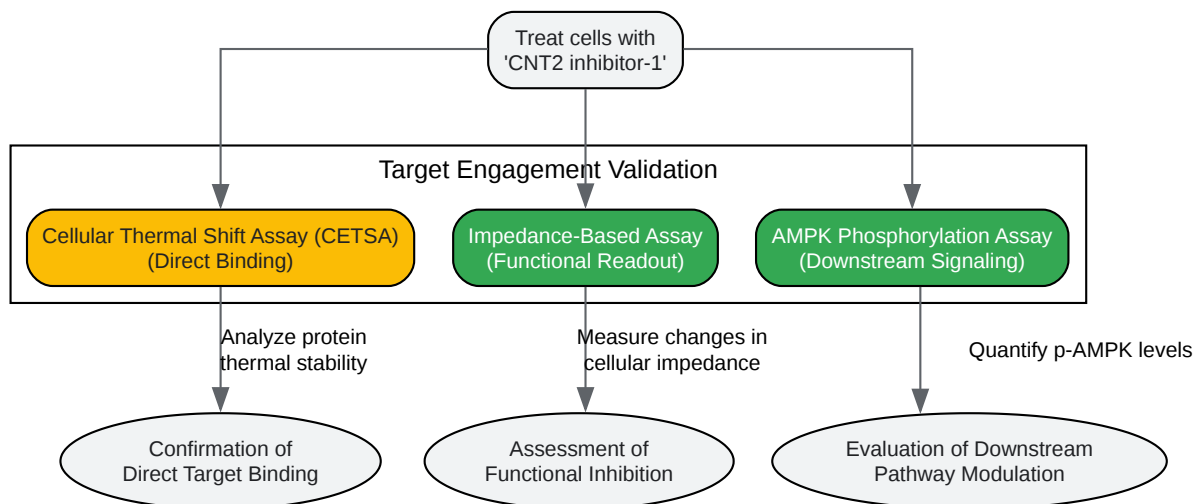 Treat cells with
'CNT2 inhibitor-1'
Target Engagement Validation
Cellular Thermal Shift Assay (CETSA)
(Direct Binding)
Impedance-Based Assay
(Functional Readout)
AMPK Phosphorylation Assay
(Downstream Signaling)
Analyze protein
thermal stability
Measure changes in
cellular impedance
Quantify p-AMPK levels
Confirmation of
Direct Target Binding
Assessment of
Functional Inhibition
Evaluation of Downstream
Pathway Modulation